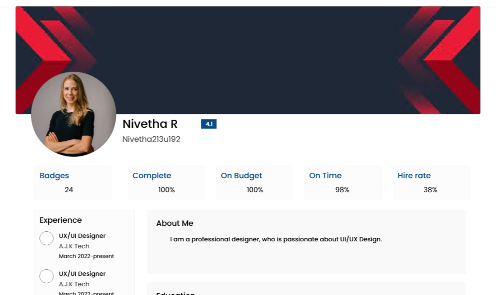 Nivetha R 4.1
Nivetha213u192
Badges Complete On Budget On Time Hire rate
24 100% 100% 98% 38%
Experience
UX/UI Designer
A.J.K Tech
March 2022-present
UX/UI Designer
A.J.K Tech
March 2022-present
About Me
I am a professional designer, who is passionate about UI/UX Design.
Education